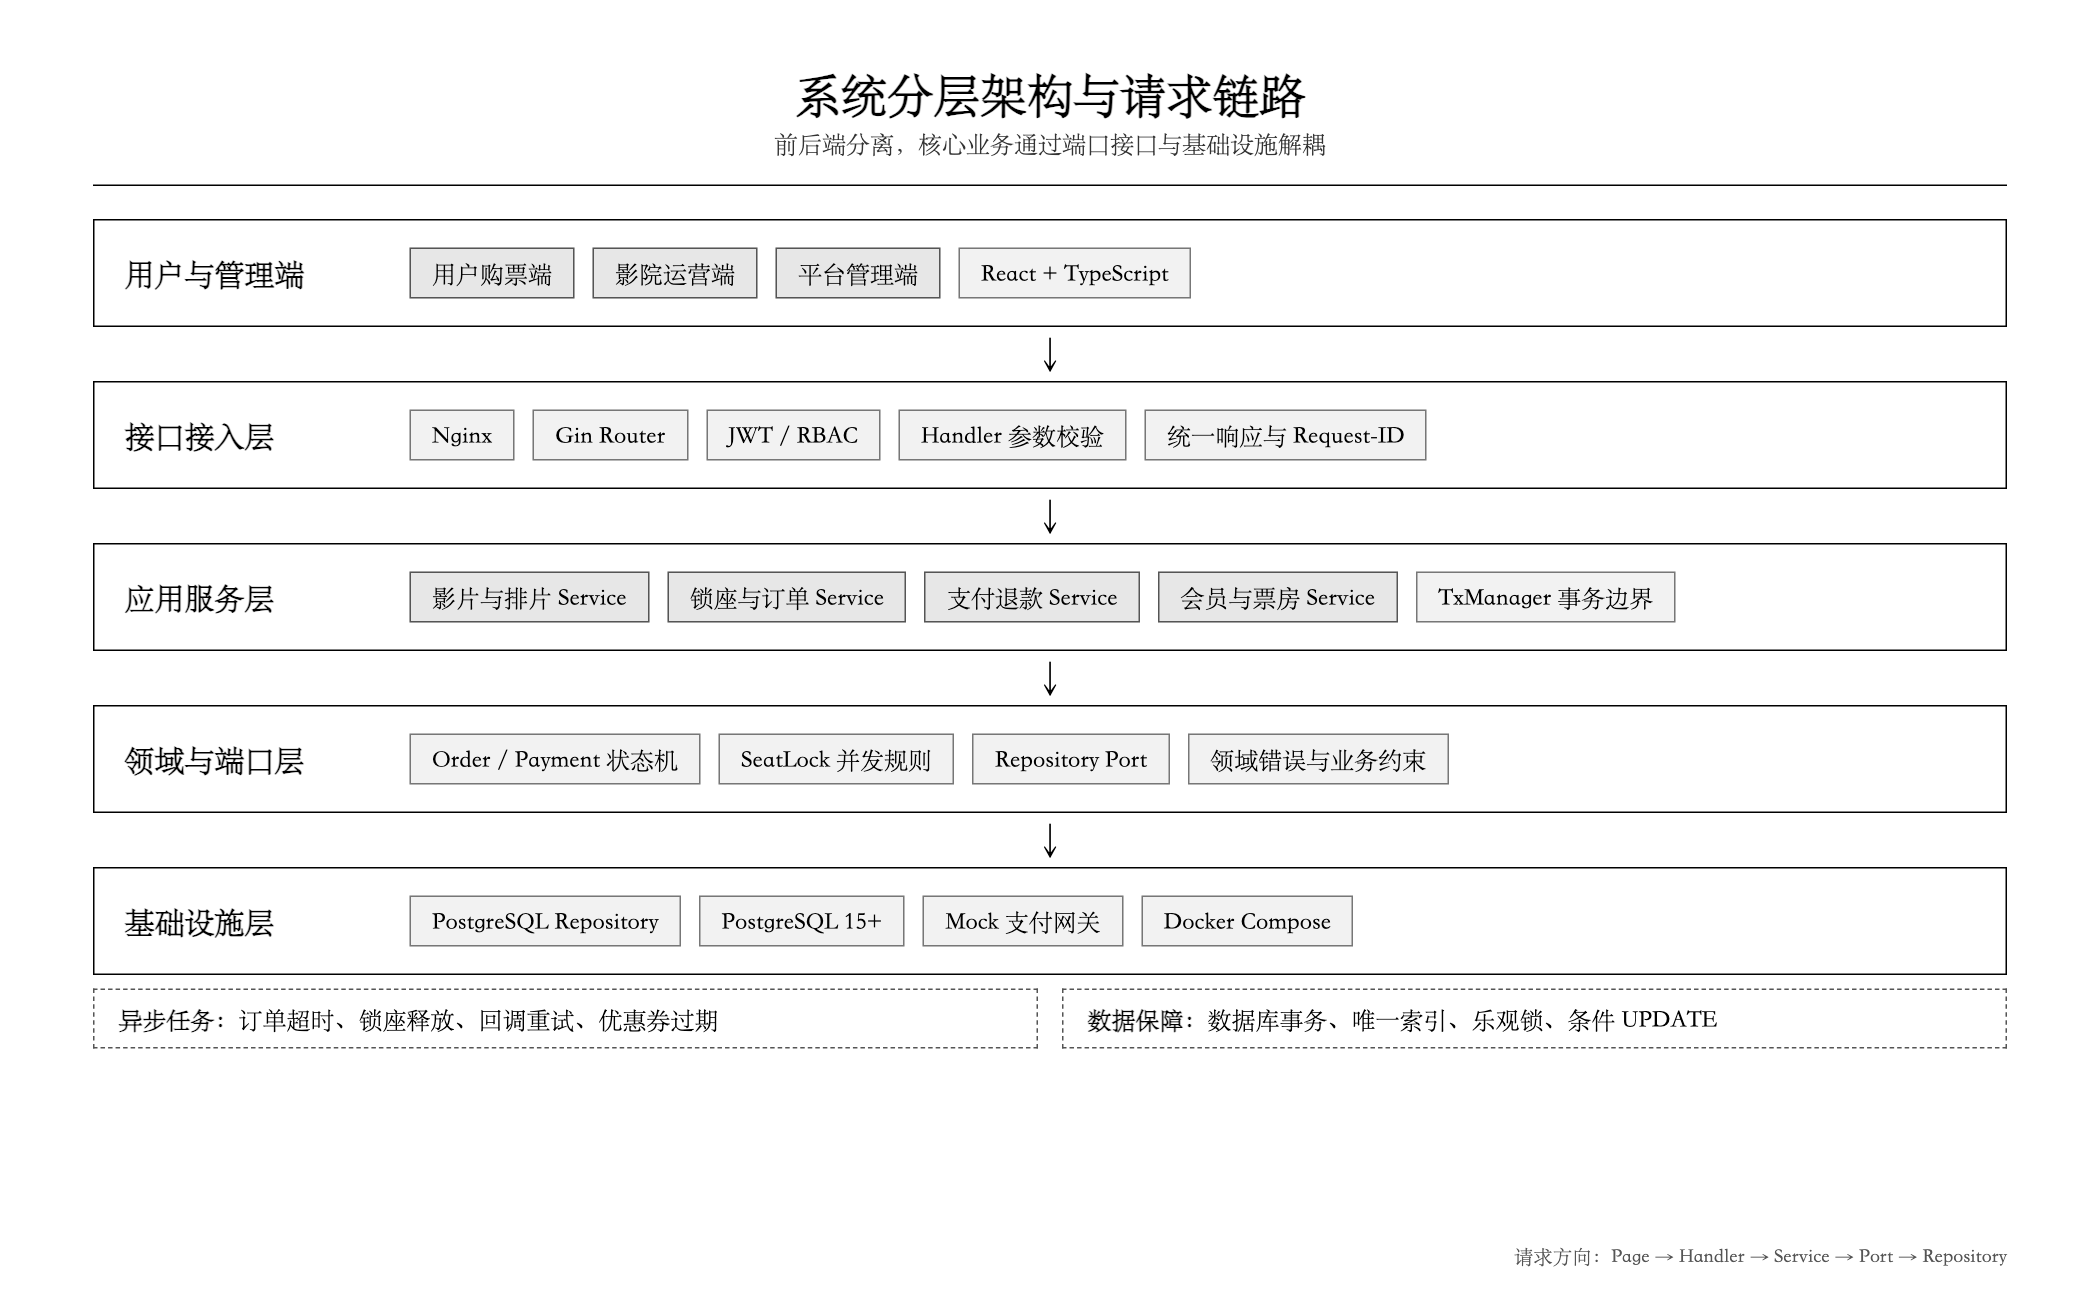 系统分层架构与请求链路
前后端分离，核心业务通过端口接口与基础设施解耦
用户与管理端 用户购票端 影院运营端 平台管理端 React + TypeScript
↓
接口接入层 Nginx Gin Router JWT / RBAC Handler 参数校验 统一响应与 Request-ID
↓
应用服务层 影片与排片 Service 锁座与订单 Service 支付退款 Service 会员与票房 Service TxManager 事务边界
↓
领域与端口层 Order / Payment 状态机 SeatLock 并发规则 Repository Port 领域错误与业务约束
↓
基础设施层 PostgreSQL Repository PostgreSQL 15+ Mock 支付网关 Docker Compose
异步任务：订单超时、锁座释放、回调重试、优惠券过期
数据保障：数据库事务、唯一索引、乐观锁、条件 UPDATE
请求方向：Page → Handler → Service → Port → Repository